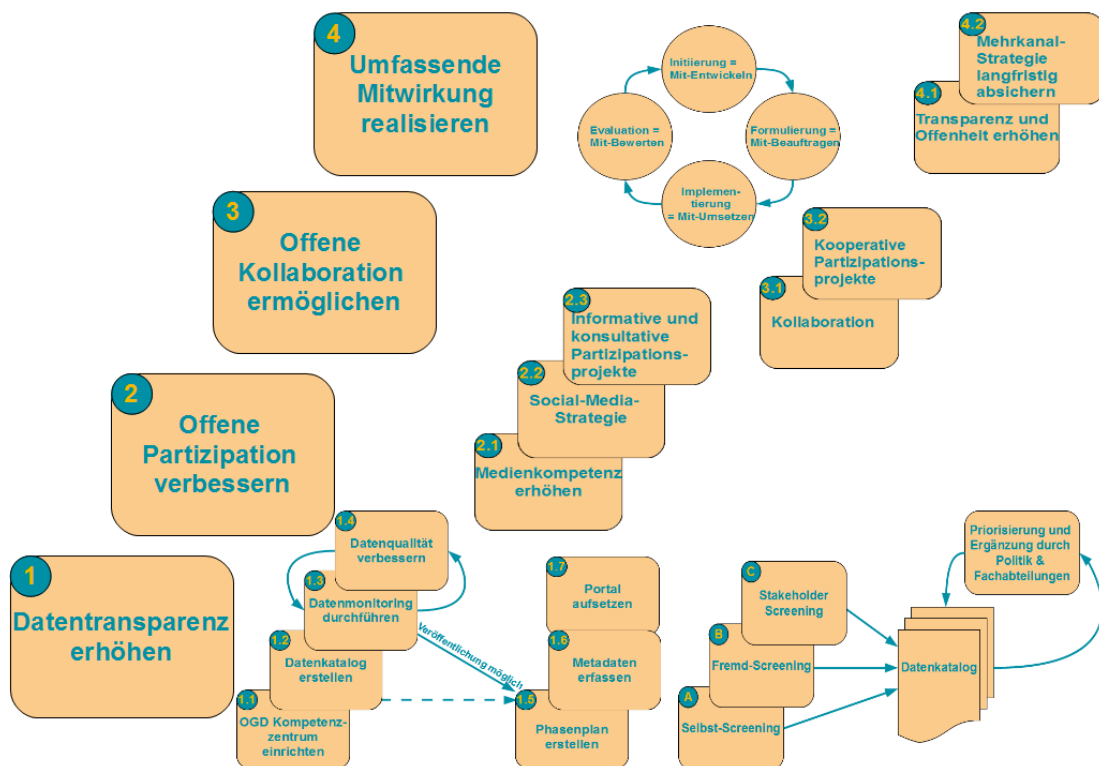 4
Umfassende
Mitwirkung
realisieren
Initiierung =
Mit-Entwickeln
Evaluation =
Mit-Bewerten
Formulierung =
Mit-Beauftragen
Implemen-
tierung
= Mit-Umsetzen
4.2
Mehrkanal-
Strategie
langfristig
absichern
4.1
Transparenz und
Offenheit erhöhen
3
Offene
Kollaboration
ermöglichen
3.2
Kooperative
Partizipations-
projekte
3.1
Kollaboration
2
Offene
Partizipation
verbessern
2.3
Informative und
konsultative
Partizipations-
projekte
2.2
Social-Media-
Strategie
2.1
Medienkompetenz
erhöhen
1
Datentransparenz
erhöhen
1.4
Datenqualität
verbessern
1.3
Datenmonitoring
durchführen
1.2
Datenkatalog
erstellen
1.1
OGD Kompetenz-
zentrum
einrichten
Veröffentlichung möglich
1.7
Portal
aufsetzen
1.6
Metadaten
erfassen
1.5
Phasenplan
erstellen
C
Stakeholder
Screening
B
Fremd-Screening
A
Selbst-Screening
Priorisierung und
Ergänzung durch
Politik &
Fachabteilungen
Datenkatalog